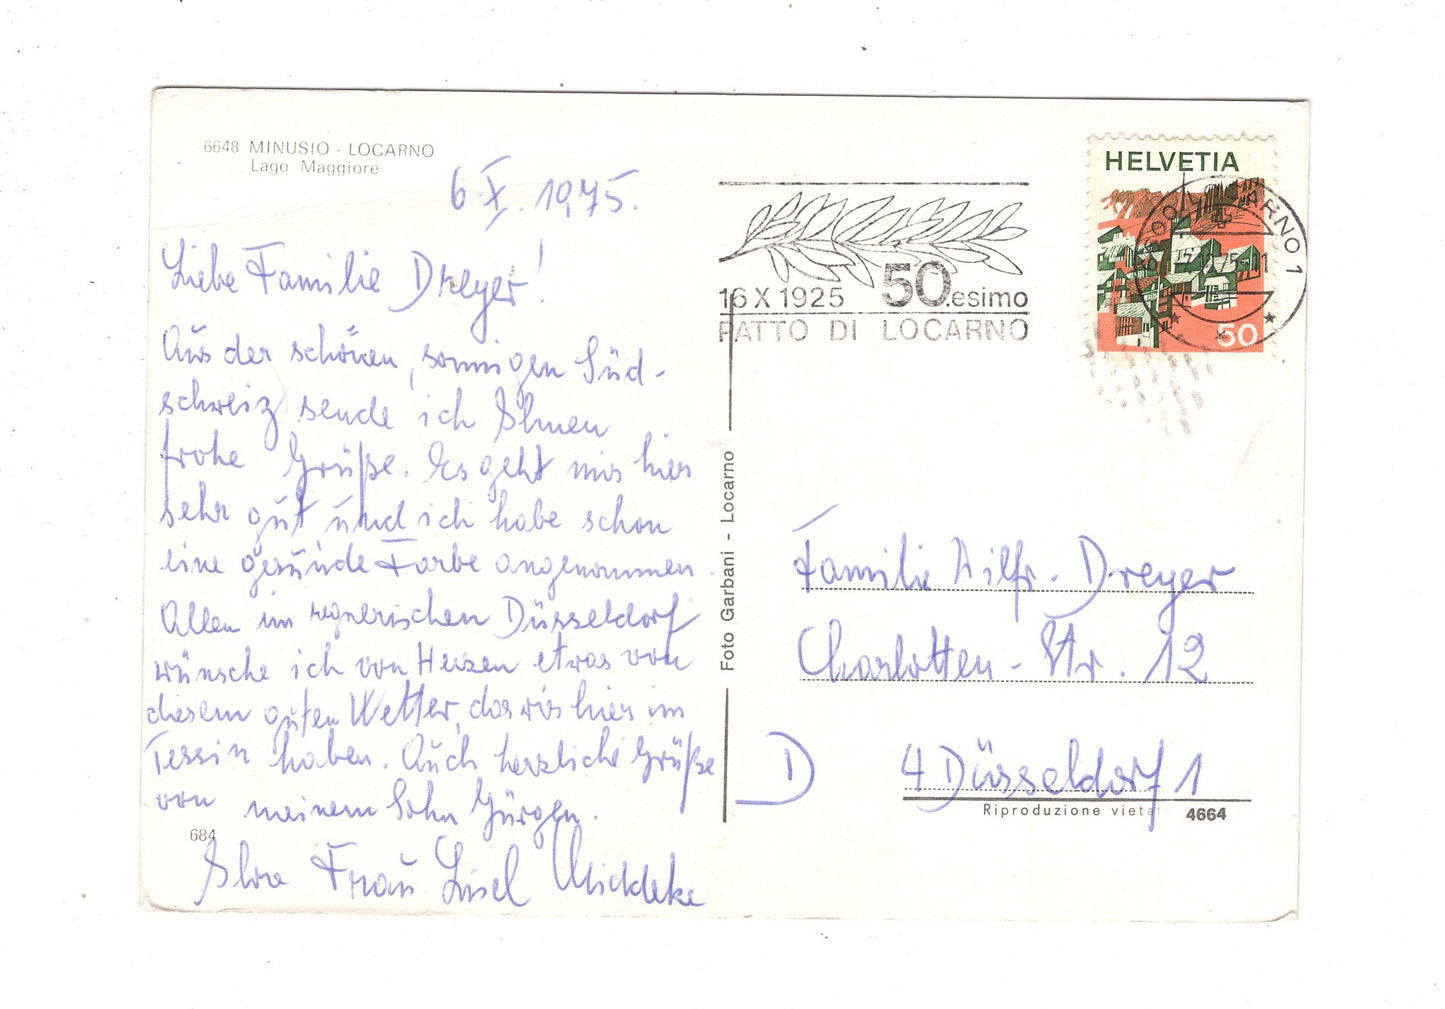 6648 MINUSIO - LOCARNO
Lago Maggiore
6.X.1975.
Liebe Familie Dreyer!
Aus der schönen, sonnigen Süd-
schweiz sende ich Ihnen
frohe Grüße. Es geht mir hier
sehr gut und ich habe schon
eine gesunde Farbe angenommen.
Allen im regnerischen Düsseldorf
wünsche ich von Herzen etwas von
diesem guten Wetter, das wir hier im
Tessin haben. Auch herzliche Grüße
von meinem Sohn Jürgen.
684
Ihre Frau Lisel
16 X 1925 50.esimo
PATTO DI LOCARNO
HELVETIA
50
LOCARNO 1
Foto Garbani - Locarno
Familie Wilfr. Dreyer
Charlotten-Str. 12
D 4 Düsseldorf 1
Riproduzione vieta
4664